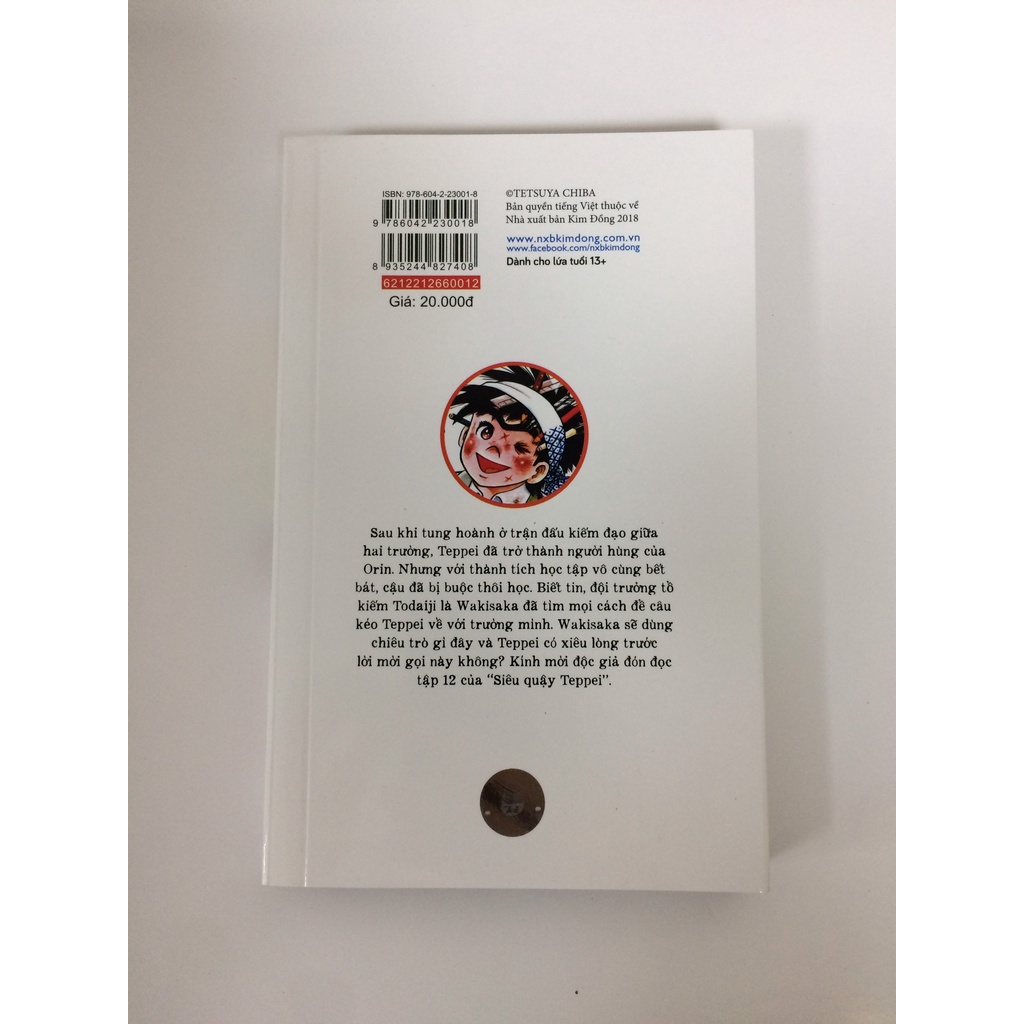 ISBN: 978-604-2-23001-8
9 786042 230018
8 935244 827408
6212212660012
Giá: 20.000đ
©TETSUYA CHIBA
Bản quyền tiếng Việt thuộc về
Nhà xuất bản Kim Đồng 2018
www.nxbkimdong.com.vn
www.facebook.com/nxbkimdong
Dành cho lứa tuổi 13+
Sau khi tung hoành ở trận đấu kiếm đạo giữa
hai trường, Teppei đã trở thành người hùng của
Orin. Nhưng với thành tích học tập vô cùng bết
bát, cậu đã bị buộc thôi học. Biết tin, đội trưởng tổ
kiếm Todaiji là Wakisaka đã tìm mọi cách để câu
kéo Teppei về với trường mình. Wakisaka sẽ dùng
chiêu trò gì đây và Teppei có xiêu lòng trước
lời mời gọi này không? Kính mời độc giả đón đọc
tập 12 của "Siêu quậy Teppei".